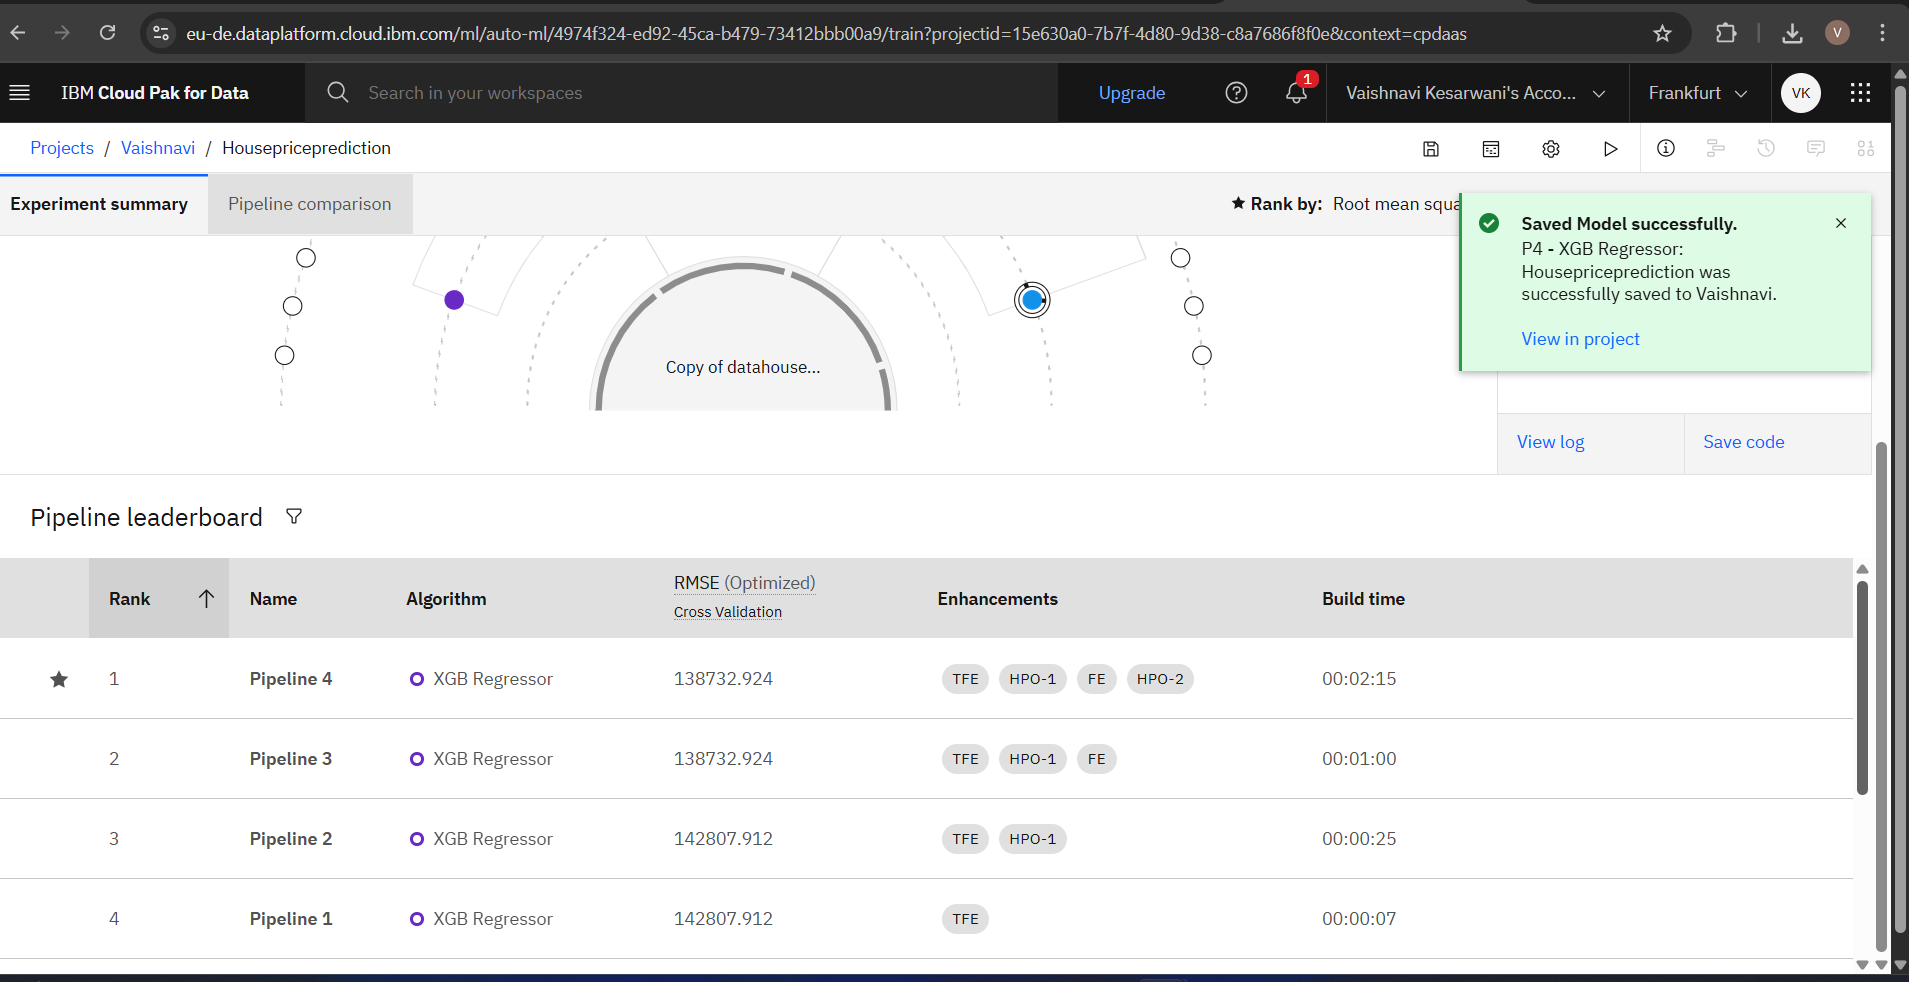 eu-de.dataplatform.cloud.ibm.com/ml/auto-ml/4974f324-ed92-45ca-b479-73412bbb00a9/train?projectid=15e630a0-7b7f-4d80-9d38-c8a7686f8f0e&context=cpdaas
V
IBM Cloud Pak for Data
Search in your workspaces
Upgrade
1
Vaishnavi Kesarwani's Acco...
Frankfurt
VK
Projects / Vaishnavi / Housepriceprediction
Experiment summary
Pipeline comparison
Rank by: Root mean squa
Saved Model successfully.
P4 - XGB Regressor:
Housepriceprediction was
successfully saved to Vaishnavi.
View in project
Copy of datahouse...
View log
Save code
Pipeline leaderboard
Rank
Name
Algorithm
RMSE (Optimized)
Cross Validation
Enhancements
Build time
1 Pipeline 4 XGB Regressor 138732.924 TFE HPO-1 FE HPO-2 00:02:15
2 Pipeline 3 XGB Regressor 138732.924 TFE HPO-1 FE 00:01:00
3 Pipeline 2 XGB Regressor 142807.912 TFE HPO-1 00:00:25
4 Pipeline 1 XGB Regressor 142807.912 TFE 00:00:07